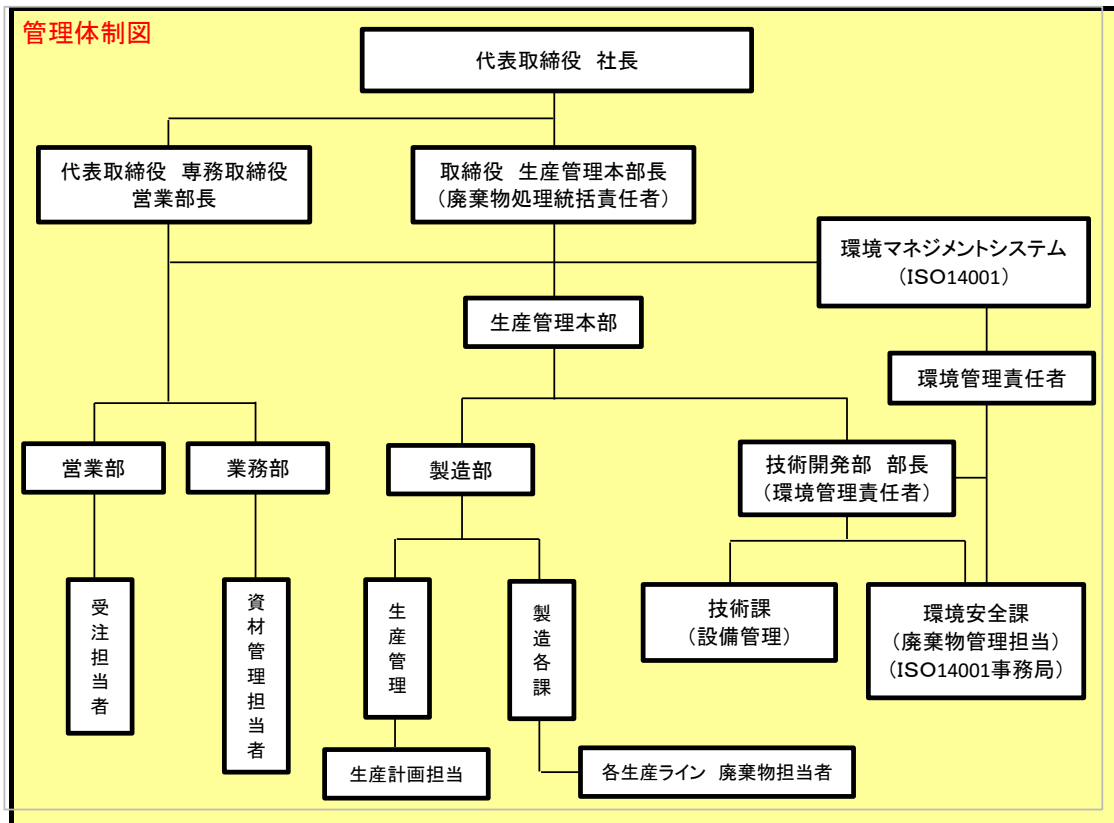 管理体制図
代表取締役 社長
代表取締役 専務取締役
営業部長
取締役 生産管理本部長
（廃棄物処理統括責任者）
環境マネジメントシステム
（ISO14001）
生産管理本部
環境管理責任者
営業部
業務部
製造部
技術開発部 部長
（環境管理責任者）
受注担当者
資材管理担当者
生産管理
製造各課
技術課
（設備管理）
環境安全課
（廃棄物管理担当）
（ISO14001事務局）
生産計画担当
各生産ライン 廃棄物担当者